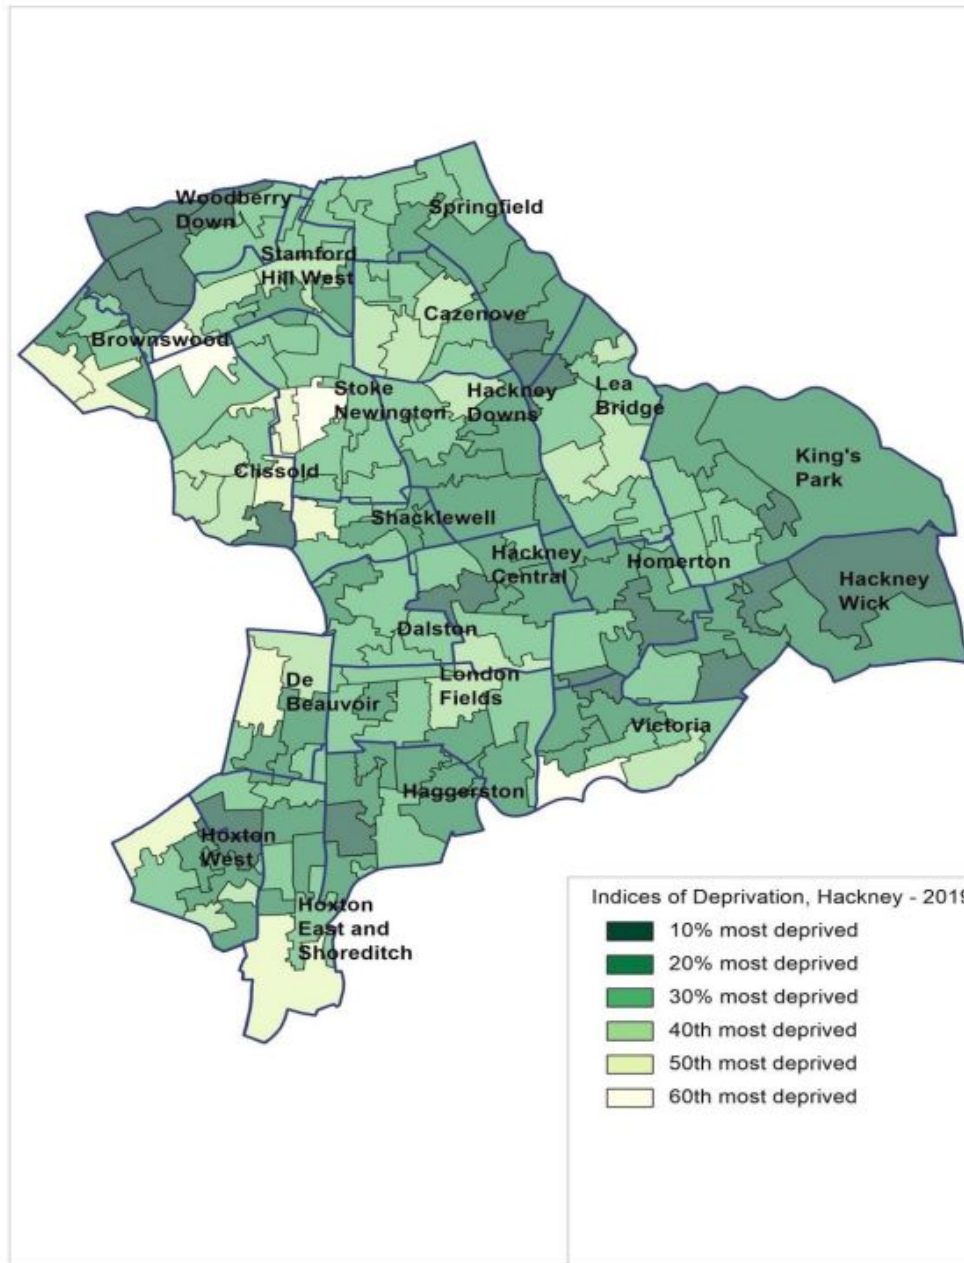 Woodberry
Down
Springfield
Stamford
Hill West
Cazenove
Brownswood
Stoke
Newington
Hackney
Downs
Lea
Bridge
Clissold
King's
Park
Shacklewell
Hackney
Central
Homerton
Hackney
Wick
Dalston
De
Beauvoir
London
Fields
Victoria
Haggerston
Hoxton
West
Hoxton
East and
Shoreditch
Indices of Deprivation, Hackney - 2019
10% most deprived
20% most deprived
30% most deprived
40th most deprived
50th most deprived
60th most deprived